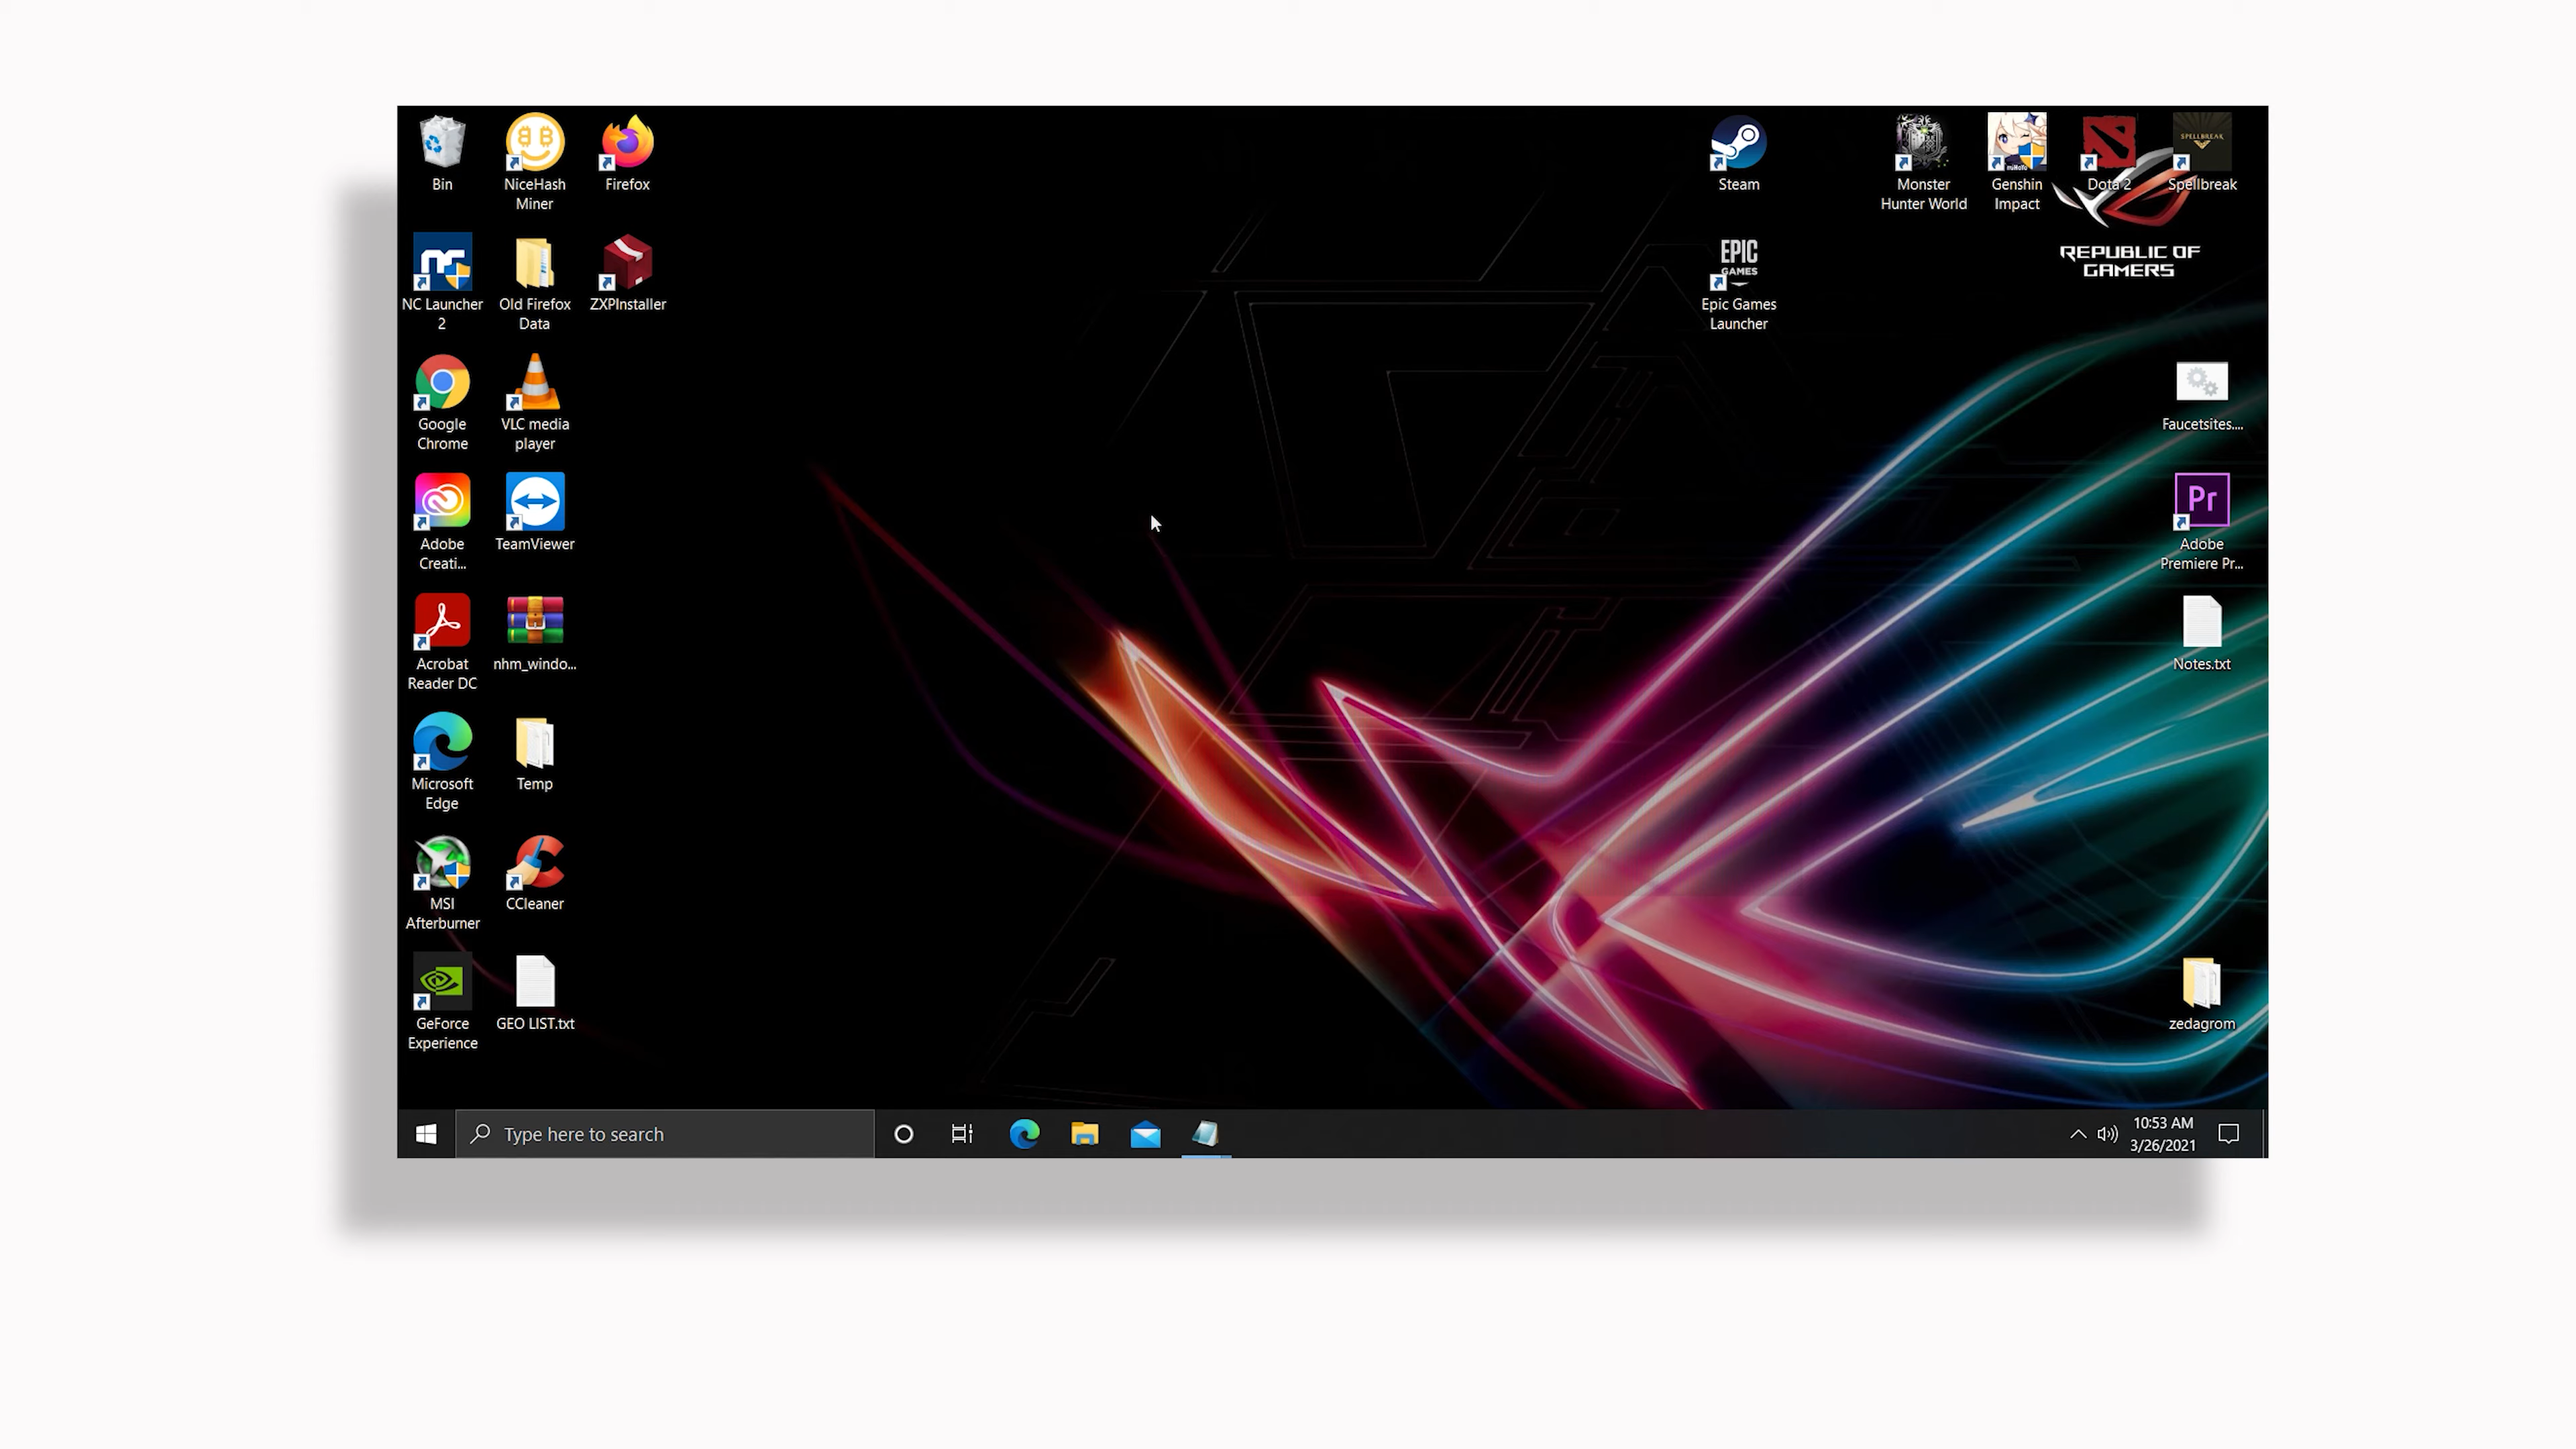 Bin
NiceHash
Miner
Firefox
Steam
Monster
Hunter World
Genshin
Impact
Dota 2
SPELLBREAK
Spellbreak
REPUBLIC OF
GAMERS
NC Launcher
2
Old Firefox
Data
ZXPInstaller
EPIC
GAMES
Epic Games
Launcher
Google
Chrome
VLC media
player
Faucetsites....
Adobe
Creati...
TeamViewer
Pr
Adobe
Premiere Pr...
Acrobat
Reader DC
nhm_windo...
Notes.txt
Microsoft
Edge
Temp
MSI
Afterburner
CCleaner
GeForce
Experience
GEO LIST.txt
zedagrom
Type here to search
10:53 AM
3/26/2021